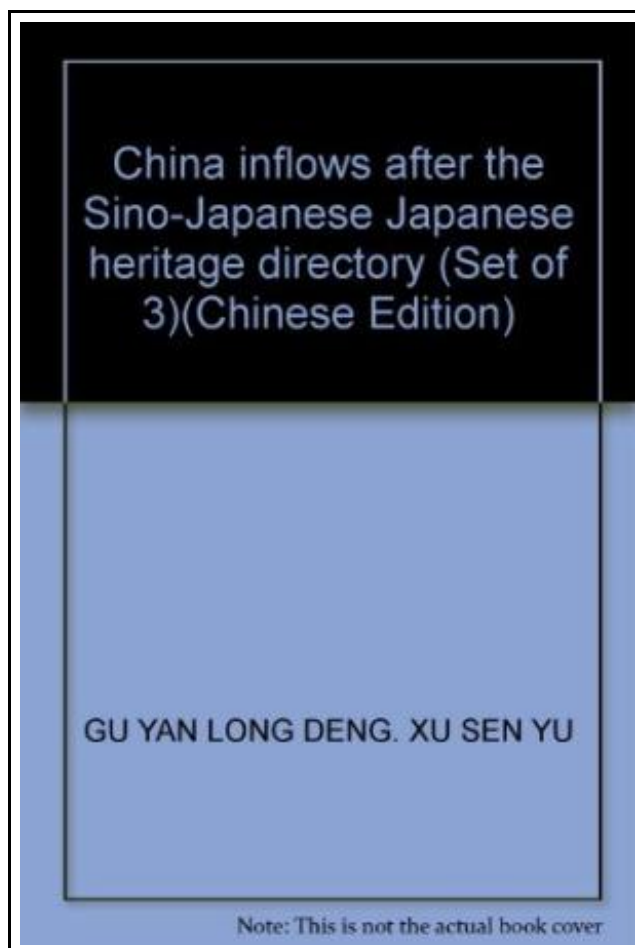 China inflows after the
Sino-Japanese Japanese
heritage directory (Set of
3)(Chinese Edition)
GU YAN LONG DENG. XU SEN YU
Note: This is not the actual book cover